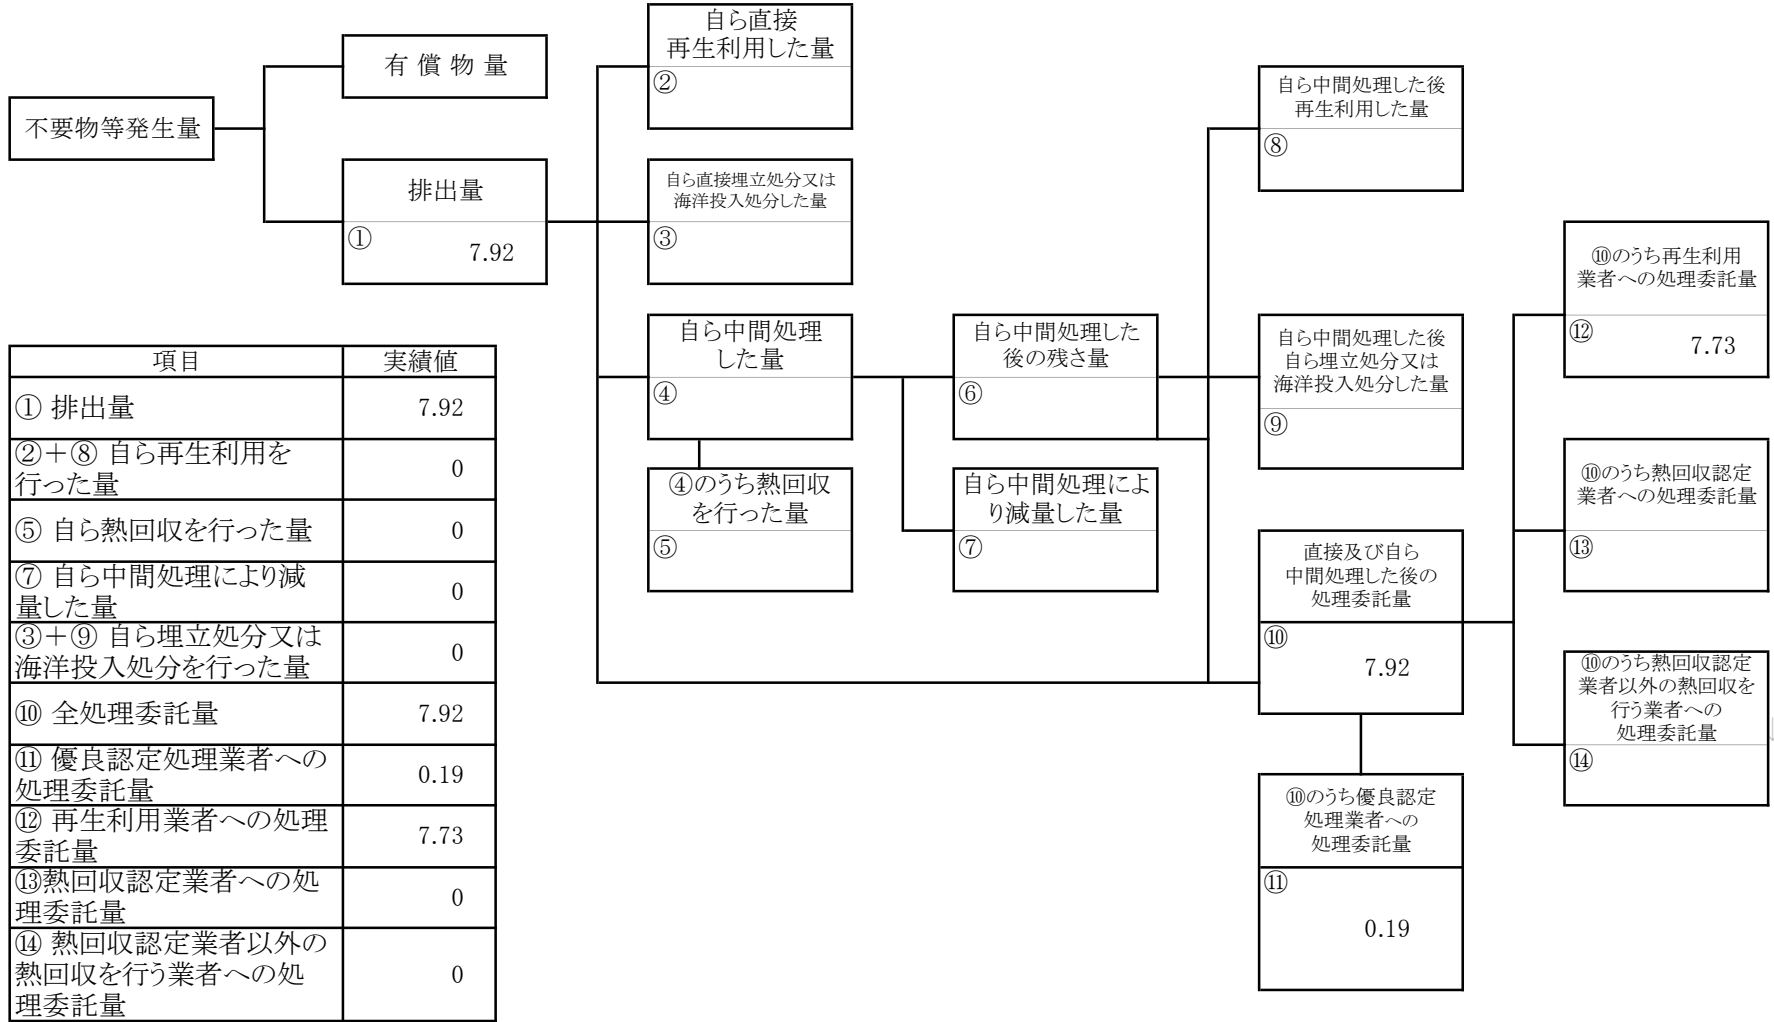 不要物等発生量
有 償 物 量
排出量
①
7.92
自ら直接
再生利用した量
②
自ら直接埋立処分又は
海洋投入処分した量
③
自ら中間処理
した量
④
④のうち熱回収
を行った量
⑤
自ら中間処理した
後の残さ量
⑥
自ら中間処理によ
り減量した量
⑦
自ら中間処理した後
再生利用した量
⑧
自ら中間処理した後
自ら埋立処分又は
海洋投入処分した量
⑨
直接及び自ら
中間処理した後の
処理委託量
⑩
7.92
⑩のうち優良認定
処理業者への
処理委託量
⑪
0.19
⑩のうち再生利用
業者への処理委託量
⑫
7.73
⑩のうち熱回収認定
業者への処理委託量
⑬
⑩のうち熱回収認定
業者以外の熱回収を
行う業者への
処理委託量
⑭
項目 実績値
① 排出量 7.92
②＋⑧ 自ら再生利用を
行った量 0
⑤ 自ら熱回収を行った量 0
⑦ 自ら中間処理により減
量した量 0
③＋⑨ 自ら埋立処分又は
海洋投入処分を行った量 0
⑩ 全処理委託量 7.92
⑪ 優良認定処理業者への
処理委託量 0.19
⑫ 再生利用業者への処理
委託量 7.73
⑬熱回収認定業者への処
理委託量 0
⑭ 熱回収認定業者以外の
熱回収を行う業者への処
理委託量 0